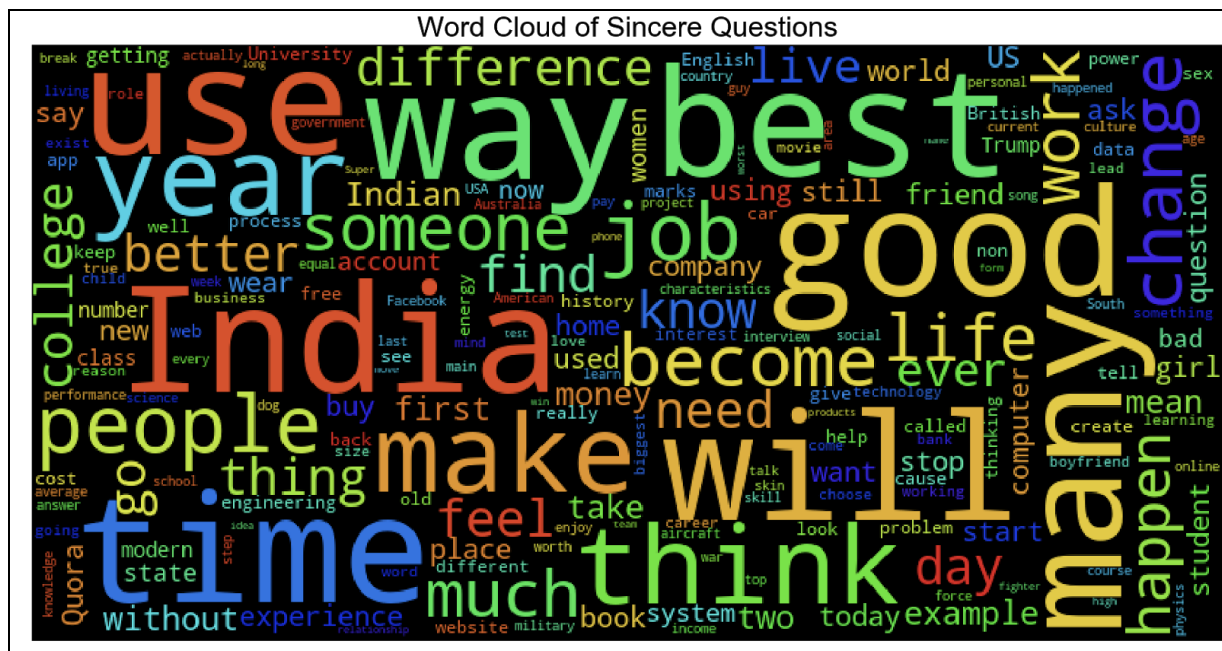 Word Cloud of Sincere Questions
break getting actually University long difference live world English country US power sex
use way best
say role living government women guy personal happened work change
exist app year Super Indian USA now Australia marks project pay using still movie area worst name friend song British current culture Trump ask data lead age
well process someone job car non form question
college keep better true child week wear equal account phone find company characteristics good South something
number business free Facebook energy American history know
new web India home interest interview social life bad
class reason every last see mind move main test love learn used become ever tell girl
performance science dog buy first money give technology need many mean
people win really biggest products computer create learning
back size make will help called bank thinking boyfriend
go thing come want stop cause online
cost average answer school engineering old take talk skin skill choose working happen student
going time idea step feel enjoy team career aircraft look problem start
Quora modern state place worth different war think top day fighter course
knowledge word much force high physics
without experience relationship website military book income system two today example